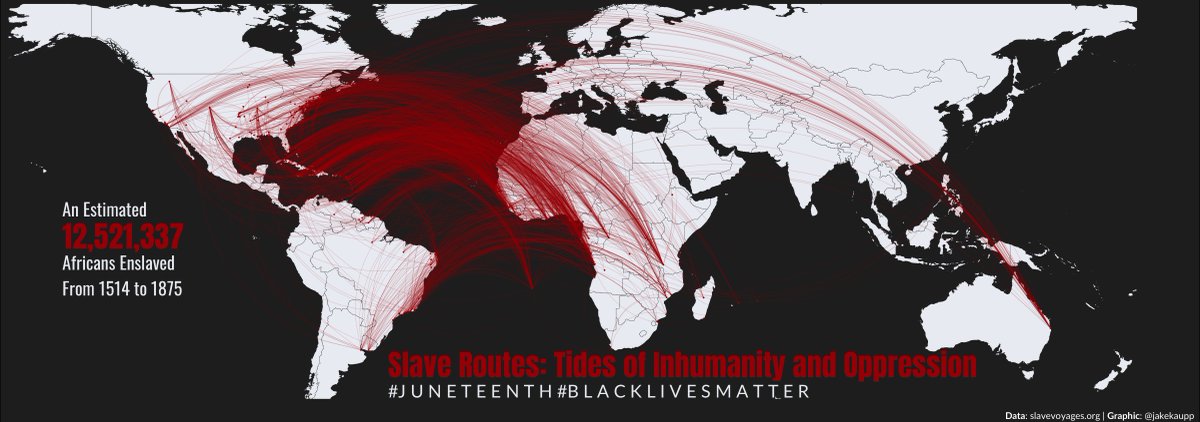 An Estimated
12,521,337
Africans Enslaved
From 1514 to 1875
Slave Routes: Tides of Inhumanity and Oppression
#JUNETEENTH#BLACKLIVESMATTER
Data: slavevoyages.org | Graphic: @jakekaupp